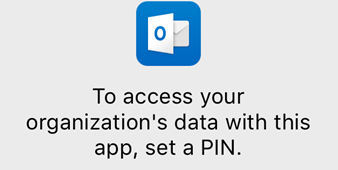 To access your
organization's data with this
app, set a PIN.